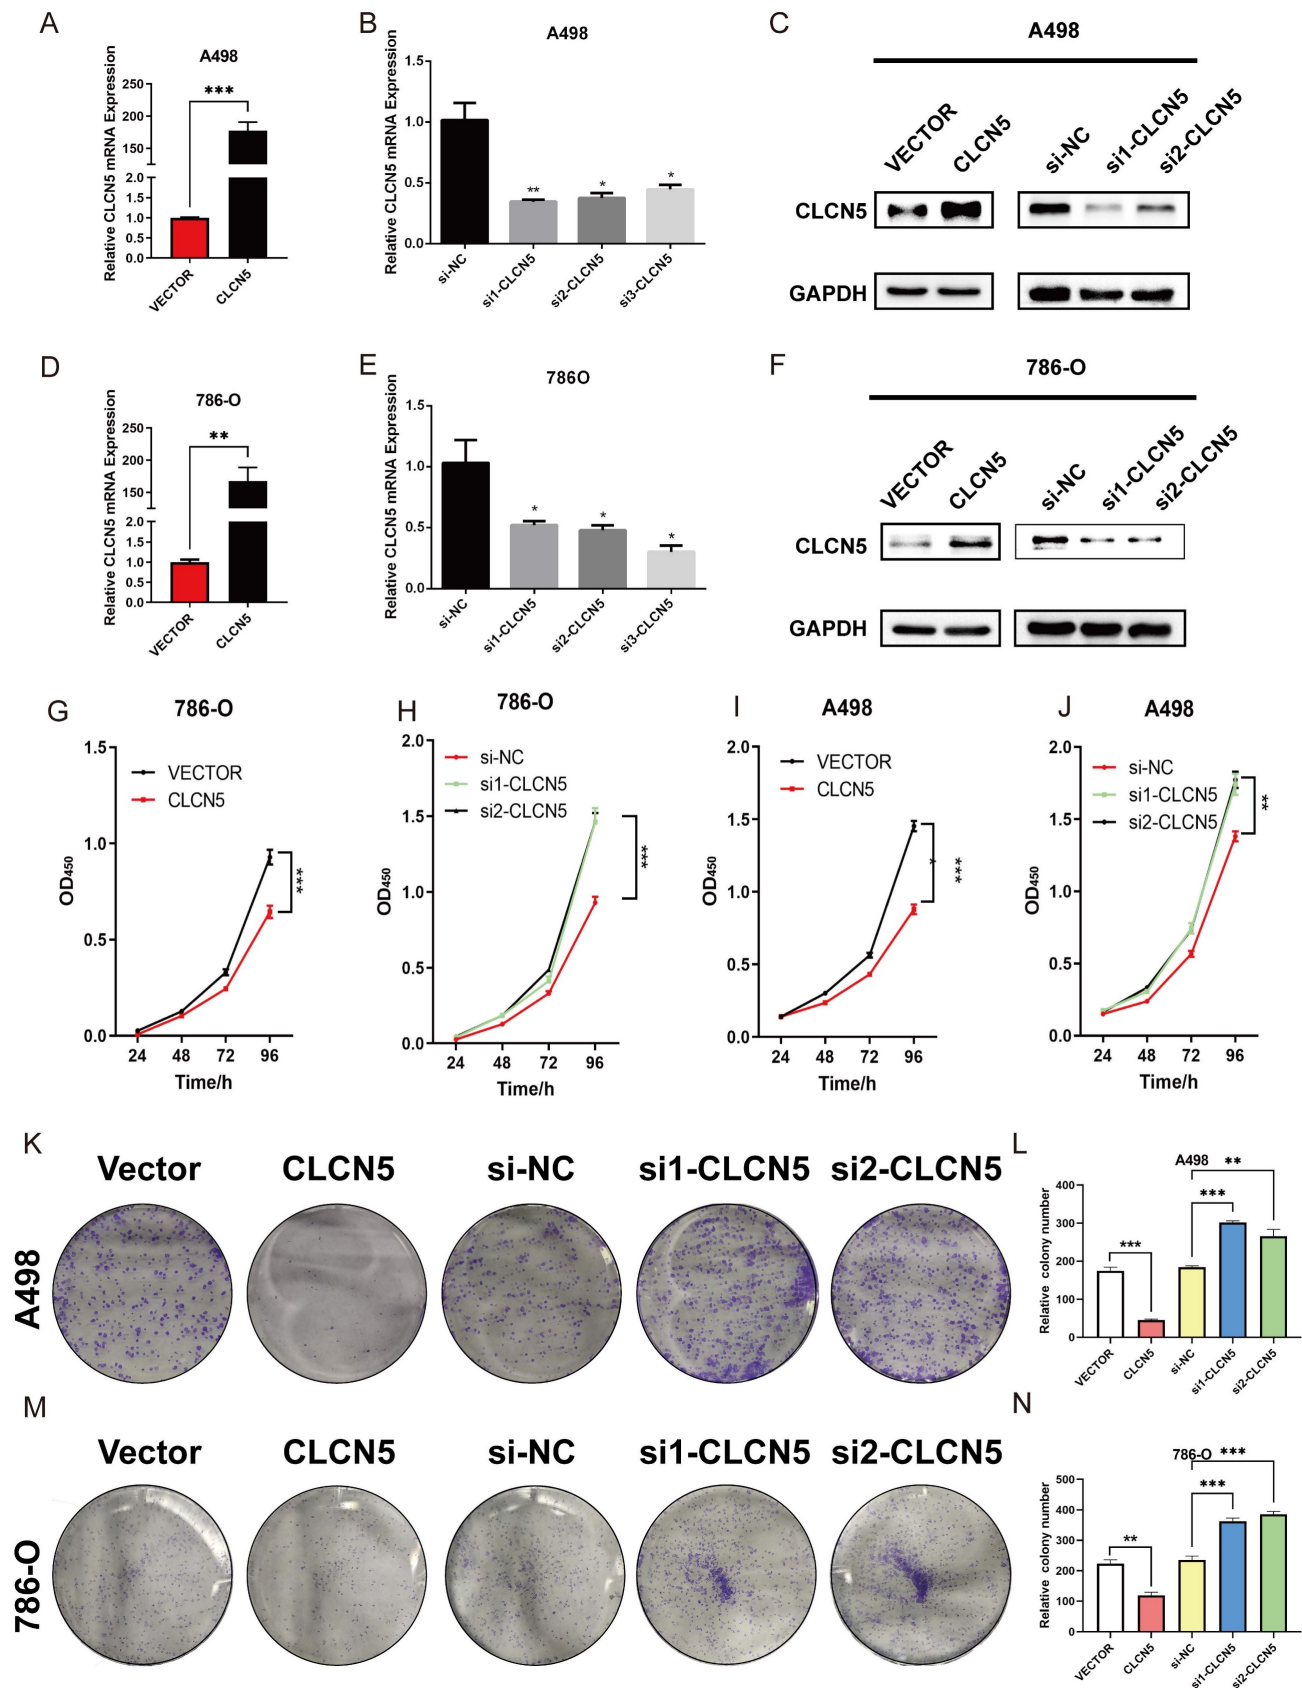 A
A498
Relative CLCN5 mRNA Expression
250
200
150
2.0
1.5
1.0
0.5
0.0
***
VECTOR
CLCN5
B
A498
Relative CLCN5 mRNA Expression
1.5
1.0
0.5
0.0
**
*
*
si-NC
si1-CLCN5
si2-CLCN5
si3-CLCN5
C
A498
VECTOR
CLCN5
si-NC
si1-CLCN5
si2-CLCN5
CLCN5
GAPDH
D
786-O
Relative CLCN5 mRNA Expression
250
200
150
2.0
1.5
1.0
0.5
0.0
**
VECTOR
CLCN5
E
786O
Relative CLCN5 mRNA Expression
1.5
1.0
0.5
0.0
*
*
*
si-NC
si1-CLCN5
si2-CLCN5
si3-CLCN5
F
786-O
VECTOR
CLCN5
si-NC
si1-CLCN5
si2-CLCN5
CLCN5
GAPDH
G
786-O
OD450
1.5
1.0
0.5
0.0
VECTOR
CLCN5
***
24 48 72 96
Time/h
H
786-O
OD450
2.0
1.5
1.0
0.5
0.0
si-NC
si1-CLCN5
si2-CLCN5
***
24 48 72 96
Time/h
I
A498
OD450
2.0
1.5
1.0
0.5
0.0
VECTOR
CLCN5
*
***
24 48 72 96
Time/h
J
A498
OD450
2.0
1.5
1.0
0.5
0.0
si-NC
si1-CLCN5
si2-CLCN5
**
24 48 72 96
Time/h
K
Vector CLCN5 si-NC si1-CLCN5 si2-CLCN5
A498
L
A498
Relative colony number
400
300
200
100
0
***
***
**
VECTOR
CLCN5
si-NC
si1-CLCN5
si2-CLCN5
M
Vector CLCN5 si-NC si1-CLCN5 si2-CLCN5
786-O
N
786-O
Relative colony number
500
400
300
200
100
0
**
***
***
VECTOR
CLCN5
si-NC
si1-CLCN5
si2-CLCN5